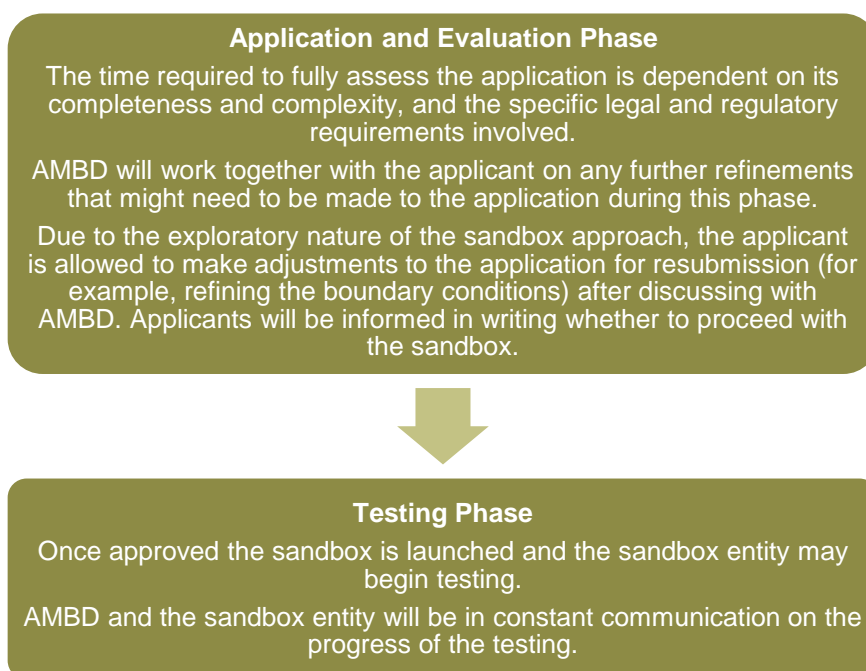 Application and Evaluation Phase
The time required to fully assess the application is dependent on its
completeness and complexity, and the specific legal and regulatory
requirements involved.
AMBD will work together with the applicant on any further refinements
that might need to be made to the application during this phase.
Due to the exploratory nature of the sandbox approach, the applicant
is allowed to make adjustments to the application for resubmission (for
example, refining the boundary conditions) after discussing with
AMBD. Applicants will be informed in writing whether to proceed with
the sandbox.
Testing Phase
Once approved the sandbox is launched and the sandbox entity may
begin testing.
AMBD and the sandbox entity will be in constant communication on the
progress of the testing.